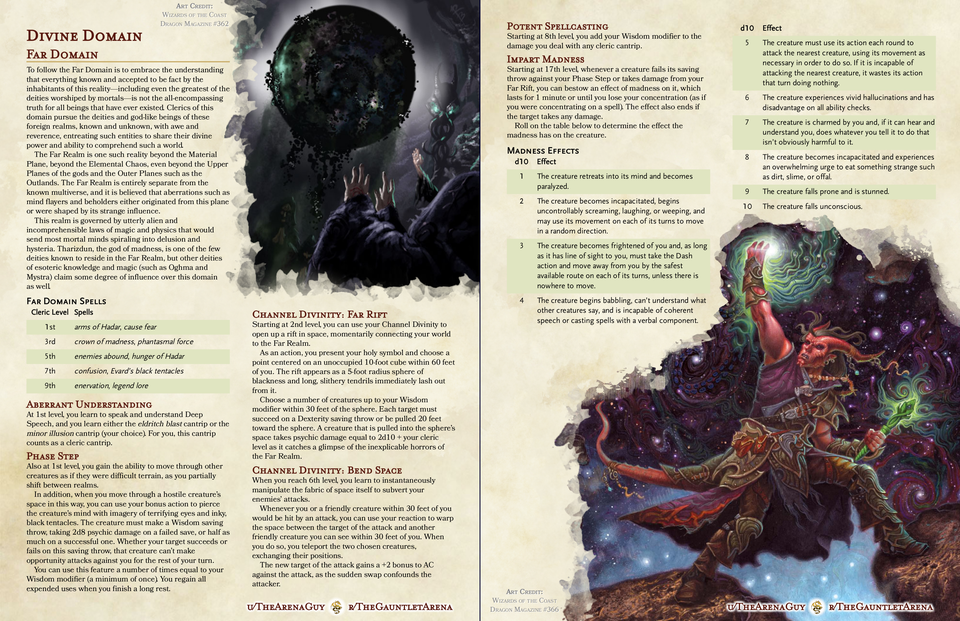 Art Credit:
Wizards of the Coast
Dragon Magazine #362
Divine Domain
Far Domain
To follow the Far Domain is to embrace the understanding
that everything known and accepted to be fact by the
inhabitants of this reality—including even the greatest of the
deities worshiped by mortals—is not the all-encompassing
truth for all beings that have ever existed. Clerics of this
domain pursue the deities and god-like beings of these
foreign realms, known and unknown, with awe and
reverence, entreating such entities to share their divine
power and ability to comprehend such a world.
The Far Realm is one such reality beyond the Material
Plane, beyond the Elemental Chaos, even beyond the Upper
Planes of the gods and the Outer Planes such as the
Outlands. The Far Realm is entirely separate from the
known multiverse, and it is believed that aberrations such as
mind flayers and beholders either originated from this plane
or were shaped by its strange influence.
This realm is governed by utterly alien and
incomprehensible laws of magic and physics that would
send most mortal minds spiraling into delusion and
hysteria. Tharizdun, the god of madness, is one of the few
deities known to reside in the Far Realm, but other deities
of esoteric knowledge and magic (such as Oghma and
Mystra) claim some degree of influence over this domain
as well.
Far Domain Spells
Cleric Level Spells
1st arms of Hadar, cause fear
3rd crown of madness, phantasmal force
5th enemies abound, hunger of Hadar
7th confusion, Evard's black tentacles
9th enervation, legend lore
Aberrant Understanding
At 1st level, you learn to speak and understand Deep
Speech, and you learn either the eldritch blast cantrip or the
minor illusion cantrip (your choice). For you, this cantrip
counts as a cleric cantrip.
Phase Step
Also at 1st level, you gain the ability to move through other
creatures as if they were difficult terrain, as you partially
shift between realms.
In addition, when you move through a hostile creature's
space in this way, you can use your bonus action to pierce
the creature's mind with imagery of terrifying eyes and inky,
black tentacles. The creature must make a Wisdom saving
throw, taking 2d8 psychic damage on a failed save, or half as
much on a successful one. Whether your target succeeds or
fails on this saving throw, that creature can't make
opportunity attacks against you for the rest of your turn.
You can use this feature a number of times equal to your
Wisdom modifier (a minimum of once). You regain all
expended uses when you finish a long rest.
Channel Divinity: Far Rift
Starting at 2nd level, you can use your Channel Divinity to
open up a rift in space, momentarily connecting your world
to the Far Realm.
As an action, you present your holy symbol and choose a
point centered on an unoccupied 10-foot cube within 60 feet
of you. The rift appears as a 5-foot radius sphere of
blackness and long, slithery tendrils immediately lash out
from it.
Choose a number of creatures up to your Wisdom
modifier within 30 feet of the sphere. Each target must
succeed on a Dexterity saving throw or be pulled 20 feet
toward the sphere. A creature that is pulled into the sphere's
space takes psychic damage equal to 2d10 + your cleric
level as it catches a glimpse of the inexplicable horrors of
the Far Realm.
Channel Divinity: Bend Space
When you reach 6th level, you learn to instantaneously
manipulate the fabric of space itself to subvert your
enemies' attacks.
Whenever you or a friendly creature within 30 feet of you
would be hit by an attack, you can use your reaction to warp
the space between the target of the attack and another
friendly creature you can see within 30 feet of you. When
you do so, you teleport the two chosen creatures,
exchanging their positions.
The new target of the attack gains a +2 bonus to AC
against the attack, as the sudden swap confounds the
attacker.
u/TheArenaGuy r/TheGauntletArena
Potent Spellcasting
Starting at 8th level, you add your Wisdom modifier to the
damage you deal with any cleric cantrip.
Impart Madness
Starting at 17th level, whenever a creature fails its saving
throw against your Phase Step or takes damage from your
Far Rift, you can bestow an effect of madness on it, which
lasts for 1 minute or until you lose your concentration (as if
you were concentrating on a spell). The effect also ends if
the target takes any damage.
Roll on the table below to determine the effect the
madness has on the creature.
Madness Effects
d10 Effect
1 The creature retreats into its mind and becomes
paralyzed.
2 The creature becomes incapacitated, begins
uncontrollably screaming, laughing, or weeping, and
may use its movement on each of its turns to move
in a random direction.
3 The creature becomes frightened of you and, as long
as it has line of sight to you, must take the Dash
action and move away from you by the safest
available route on each of its turns, unless there is
nowhere to move.
4 The creature begins babbling, can't understand what
other creatures say, and is incapable of coherent
speech or casting spells with a verbal component.
d10 Effect
5 The creature must use its action each round to
attack the nearest creature, using its movement as
necessary in order to do so. If it is incapable of
attacking the nearest creature, it wastes its action
that turn doing nothing.
6 The creature experiences vivid hallucinations and has
disadvantage on all ability checks.
7 The creature is charmed by you and, if it can hear and
understand you, does whatever you tell it to do that
isn't obviously harmful to it.
8 The creature becomes incapacitated and experiences
an overwhelming urge to eat something strange such
as dirt, slime, or offal.
9 The creature falls prone and is stunned.
10 The creature falls unconscious.
Art Credit:
Wizards of the Coast
Dragon Magazine #366
u/TheArenaGuy r/TheGauntletArena